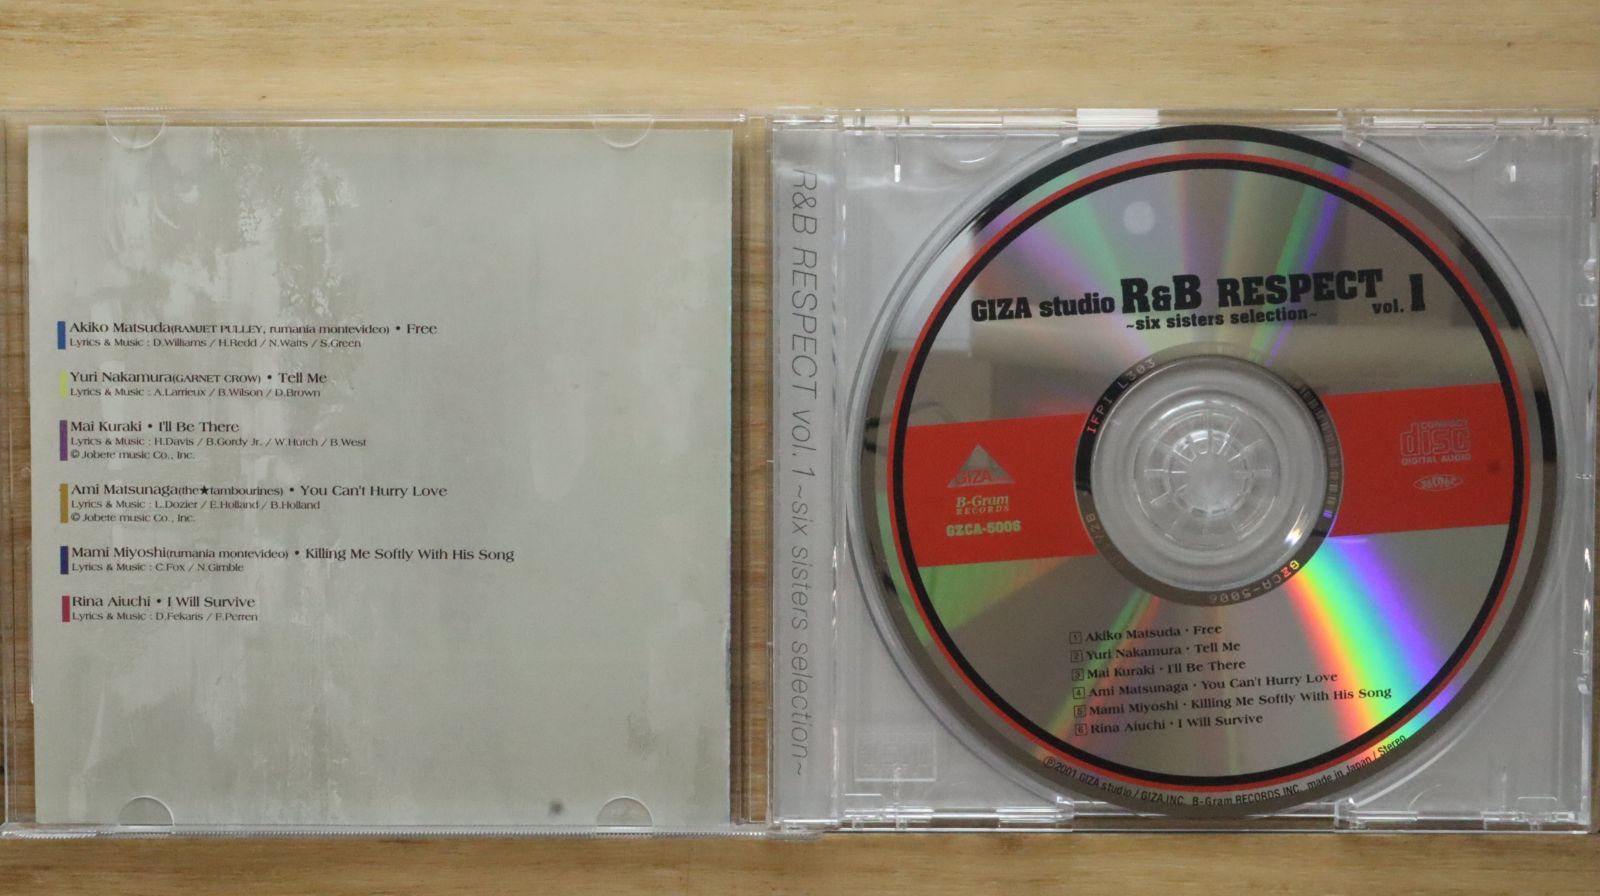 Akiko Matsuda(RAMJET PULLEY, rumania montevideo) • Free
Lyrics & Music : D.Williams / H.Redd / N.Watts / S.Green
Yuri Nakamura(GARNET CROW) • Tell Me
Lyrics & Music : A.Larrieux / B.Wilson / D.Brown
Mai Kuraki • I'll Be There
Lyrics & Music : H.Davis / B.Gordy Jr. / W.Hutch / B.West
© Jobete music Co., Inc.
Ami Matsunaga(the★tambourines) • You Can't Hurry Love
Lyrics & Music : L.Dozier / E.Holland / B.Holland
© Jobete music Co., Inc.
Mami Miyoshi(rumania montevideo) • Killing Me Softly With His Song
Lyrics & Music : C.Fox / N.Gimble
Rina Aiuchi • I Will Survive
Lyrics & Music : D.Fekaris / F.Perren
R&B RESPECT vol.1 ~six sisters selection~
GIZA studio R&B RESPECT vol. 1
~six sisters selection~
IFPI L303
GIZA
B-Gram
RECORDS
GZCA-5006
COMPACT
disc
DIGITAL AUDIO
GZCA-5006
1 Akiko Matsuda • Free
2 Yuri Nakamura • Tell Me
3 Mai Kuraki • I'll Be There
4 Ami Matsunaga • You Can't Hurry Love
5 Mami Miyoshi • Killing Me Softly With His Song
6 Rina Aiuchi • I Will Survive
℗2001 GIZA studio / GIZA,INC. B-Gram RECORDS,INC. made in Japan / Stereo